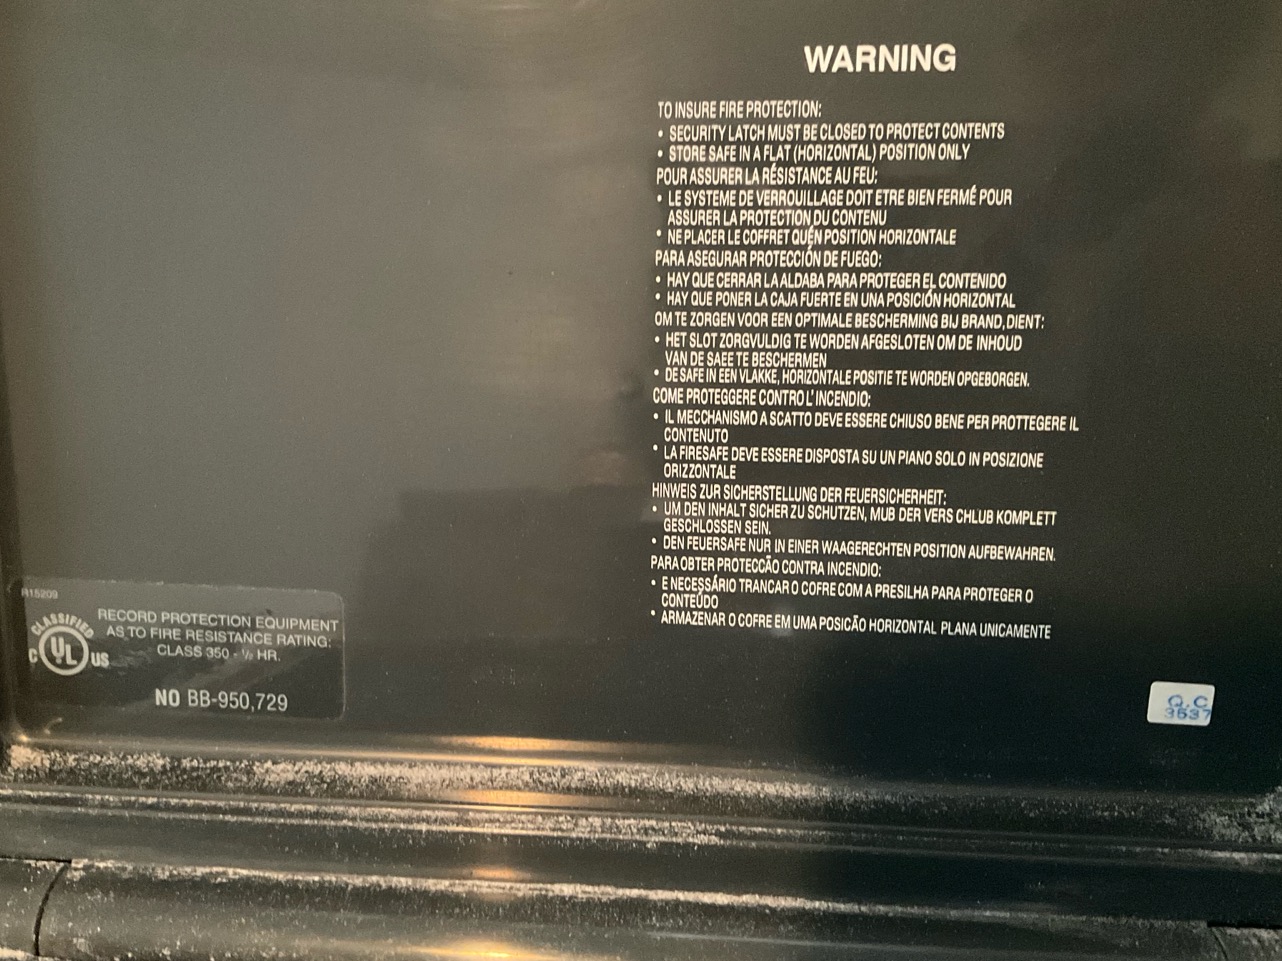 WARNING
TO INSURE FIRE PROTECTION:
• SECURITY LATCH MUST BE CLOSED TO PROTECT CONTENTS
• STORE SAFE IN A FLAT (HORIZONTAL) POSITION ONLY
POUR ASSURER LA RÉSISTANCE AU FEU:
• LE SYSTEME DE VERROUILLAGE DOIT ETRE BIEN FERMÉ POUR
ASSURER LA PROTECTION DU CONTENU
• NE PLACER LE COFFRET QUÉN POSITION HORIZONTALE
PARA ASEGURAR PROTECCIÓN DE FUEGO:
• HAY QUE CERRAR LA ALDABA PARA PROTEGER EL CONTENIDO
• HAY QUE PONER LA CAJA FUERTE EN UNA POSICIÓN HORIZONTAL
OM TE ZORGEN VOOR EEN OPTIMALE BESCHERMING BIJ BRAND, DIENT:
• HET SLOT ZORGVULDIG TE WORDEN AFGESLOTEN OM DE INHOUD
VAN DE SAEE TE BESCHERMEN
• DE SAFE IN EEN VLAKKE, HORIZONTALE POSITIE TE WORDEN OPGEBORGEN.
COME PROTEGGERE CONTRO L'INCENDIO:
• IL MECCHANISMO A SCATTO DEVE ESSERE CHIUSO BENE PER PROTTEGERE IL
CONTENUTO
• LA FIRESAFE DEVE ESSERE DISPOSTA SU UN PIANO SOLO IN POSIZIONE
ORIZZONTALE
HINWEIS ZUR SICHERSTELLUNG DER FEUERSICHERHEIT:
• UM DEN INHALT SICHER ZU SCHUTZEN, MUB DER VERS CHLUB KOMPLETT
GESCHLOSSEN SEIN.
• DEN FEUERSAFE NUR IN EINER WAAGERECHTEN POSITION AUFBEWAHREN.
PARA OBTER PROTECCÃO CONTRA INCENDIO:
• E NECESSÁRIO TRANCAR O COFRE COM A PRESILHA PARA PROTEGER O
CONTEÚDO
• ARMAZENAR O COFRE EM UMA POSICÃO HORIZONTAL PLANA UNICAMENTE
R15209
CLASSIFIED
C UL US
RECORD PROTECTION EQUIPMENT
AS TO FIRE RESISTANCE RATING:
CLASS 350 - ½ HR.
NO BB-950,729
Q.C
3537